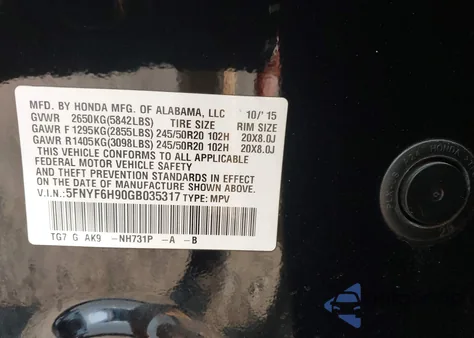 MFD. BY HONDA MFG. OF ALABAMA, LLC 10/'15
GVWR 2650KG(5842LBS) TIRE SIZE RIM SIZE
GAWR F1295KG(2855LBS) 245/50R20 102H 20X8.0J
GAWR R1405KG(3098LBS) 245/50R20 102H 20X8.0J
THIS VEHICLE CONFORMS TO ALL APPLICABLE
FEDERAL MOTOR VEHICLE SAFETY
AND THEFT PREVENTION STANDARDS IN EFFECT ON
THE DATE OF MANUFACTURE SHOWN ABOVE.
V.I.N.:5FNYF6H90GB035317 TYPE: MPV
TG7 G AK9 -NH731P -A -B